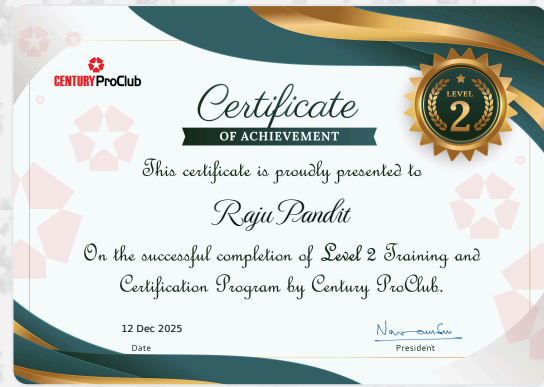 CENTURY ProClub
Certificate
OF ACHIEVEMENT
LEVEL
2
This certificate is proudly presented to
Raju Pandit
On the successful completion of Level 2 Training and
Certification Program by Century ProClub.
12 Dec 2025
Date
President